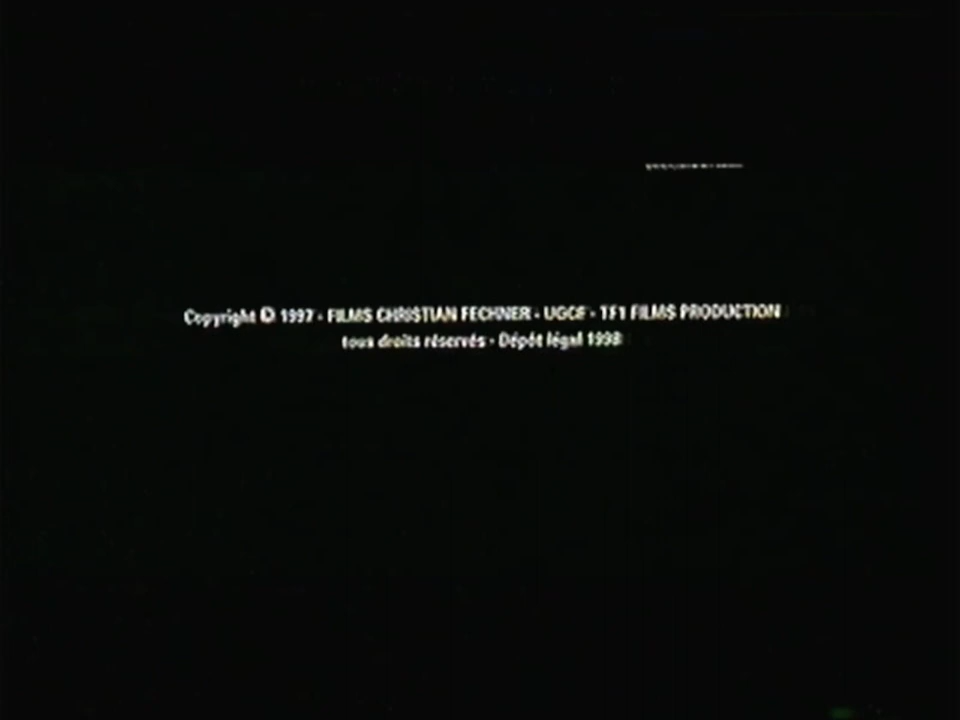 Copyright © 1997 - FILMS CHRISTIAN FECHNER - UGCF - TF1 FILMS PRODUCTION
tous droits réservés - Dépôt légal 1998